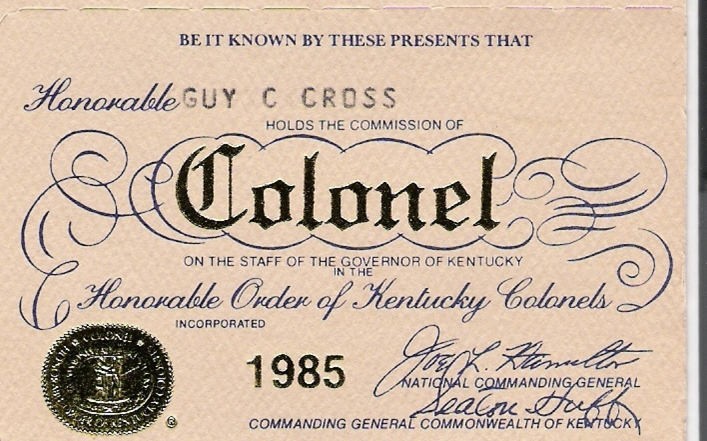 BE IT KNOWN BY THESE PRESENTS THAT
Honorable GUY C CROSS
HOLDS THE COMMISSION OF
Colonel
ON THE STAFF OF THE GOVERNOR OF KENTUCKY
IN THE
Honorable Order of Kentucky Colonels
INCORPORATED
1985
NATIONAL COMMANDING GENERAL
COMMANDING GENERAL COMMONWEALTH OF KENTUCKY